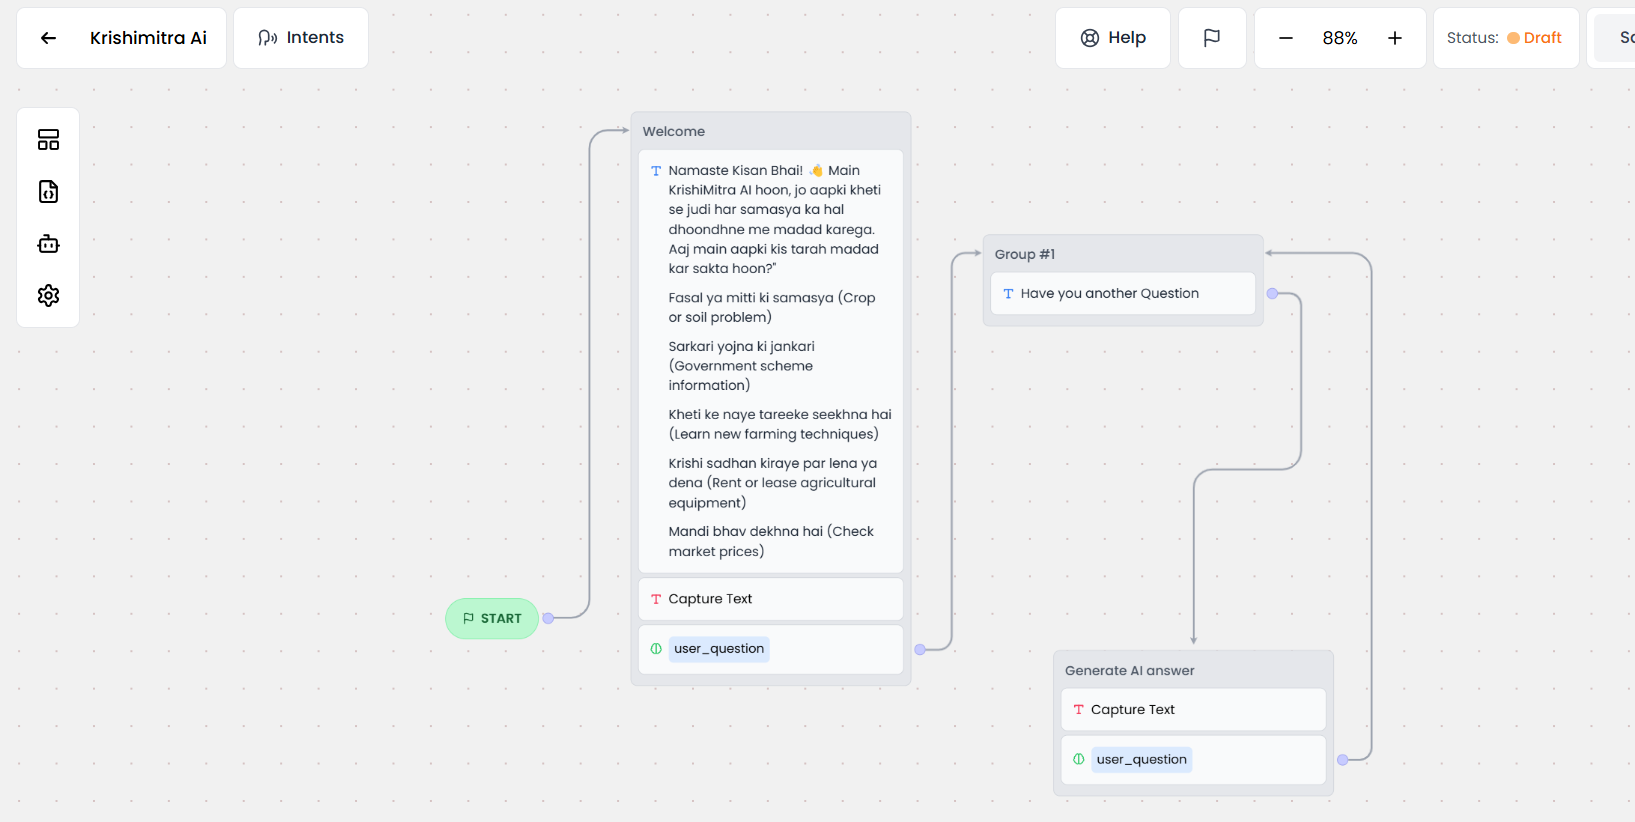 Krishimitra Ai
Intents
Help
88%
Status: Draft
Welcome
Namaste Kisan Bhai! 👋 Main
KrishiMitra AI hoon, jo aapki kheti
se judi har samasya ka hal
dhoondhne me madad karega.
Aaj main aapki kis tarah madad
kar sakta hoon?"
Fasal ya mitti ki samasya (Crop
or soil problem)
Sarkari yojna ki jankari
(Government scheme
information)
Kheti ke naye tareeke seekhna hai
(Learn new farming techniques)
Krishi sadhan kiraye par lena ya
dena (Rent or lease agricultural
equipment)
Mandi bhav dekhna hai (Check
market prices)
Capture Text
user_question
START
Group #1
Have you another Question
Generate AI answer
Capture Text
user_question